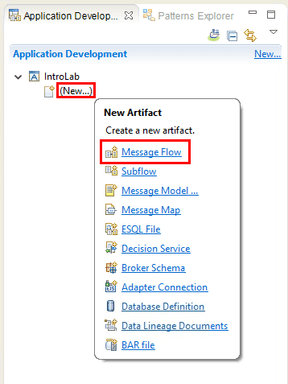 Application Develop... Patterns Explorer
Application Development New...
IntroLab
(New...)
New Artifact
Create a new artifact.
Message Flow
Subflow
Message Model ...
Message Map
ESQL File
Decision Service
Broker Schema
Adapter Connection
Database Definition
Data Lineage Documents
BAR file